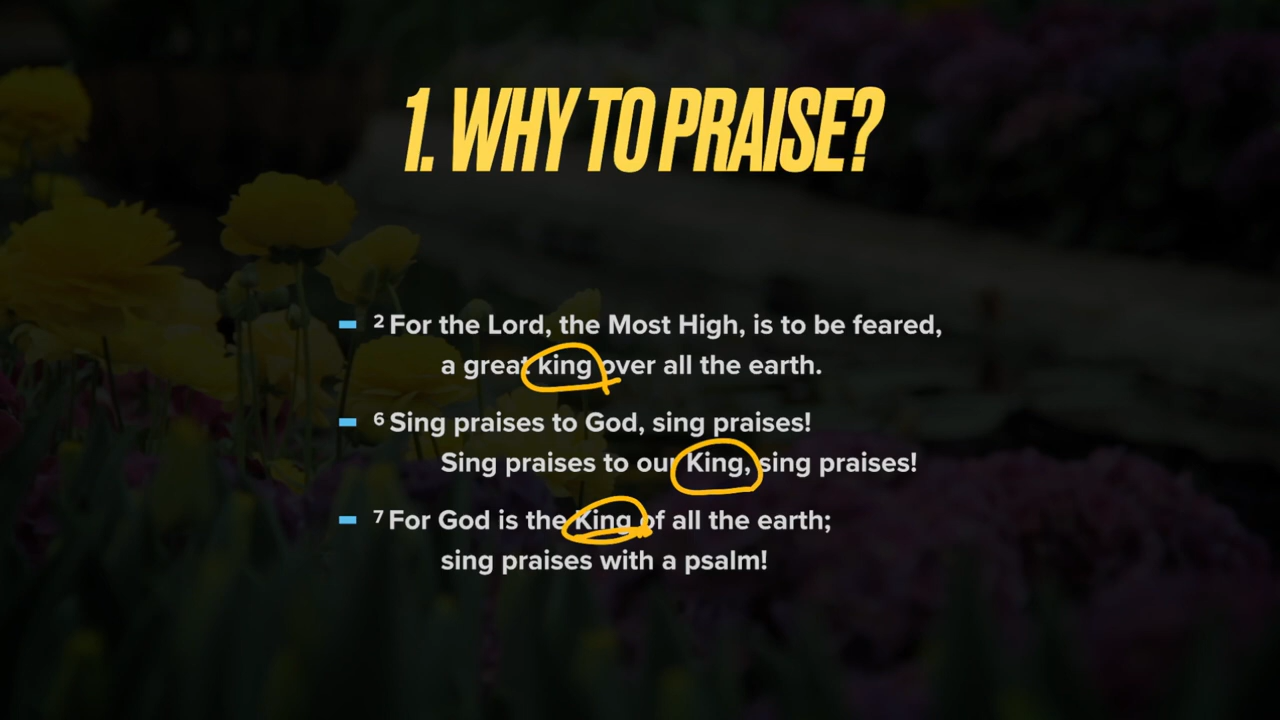 1. WHY TO PRAISE?
2 For the Lord, the Most High, is to be feared,
a great king over all the earth.
6 Sing praises to God, sing praises!
Sing praises to our King, sing praises!
7 For God is the King of all the earth;
sing praises with a psalm!